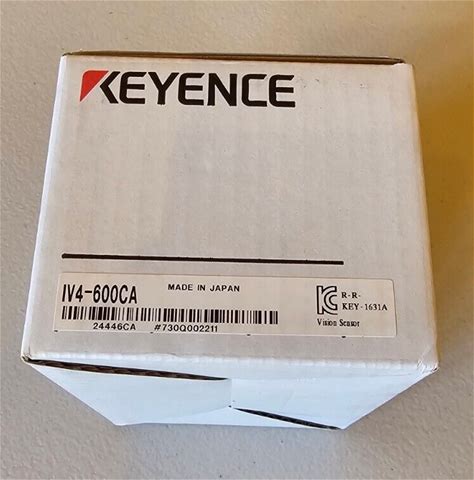 KEYENCE
IV4-600CA
MADE IN JAPAN
24446CA #730Q002211
R-R-
KEY-1631A
Vision Sensor